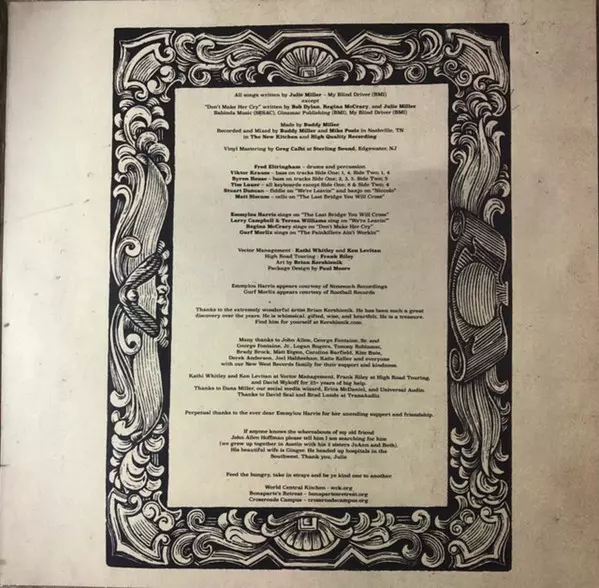 All songs written by Julie Miller - My Blind Driver (BMI)
except
"Don't Make Her Cry" written by Bob Dylan, Regina McCrary, and Julie Miller
Babinda Music (SESAC), Ginamar Publishing (BMI), My Blind Driver (BMI)
Made by Buddy Miller
Recorded and Mixed by Buddy Miller and Mike Poole in Nashville, TN
in The New Kitchen and High Quality Recording
Vinyl Mastering by Greg Calbi at Sterling Sound, Edgewater, NJ
Fred Eltringham - drums and percussion
Viktor Krauss - bass on tracks Side One; 1, 4, Side Two; 1, 4
Byron House - bass on tracks Side One; 2, 3, 5, Side Two; 5
Tim Lauer - all keyboards except Side One; 6 & Side Two; 4
Stuart Duncan - fiddle on "We're Leavin" and banjo on "Niccolo"
Matt Slocum - cello on "The Last Bridge You Will Cross"
Emmylou Harris sings on "The Last Bridge You Will Cross"
Larry Campbell & Teresa Williams sing on "We're Leavin'"
Regina McCrary sings on "Don't Make Her Cry"
Gurf Morlix sings on "The Painkillers Ain't Workin'"
Vector Management : Kathi Whitley and Ken Levitan
High Road Touring : Frank Riley
Art by Brian Kershisnik
Package Design by Paul Moore
Emmylou Harris appears courtesy of Nonesuch Recordings
Gurf Morlix appears courtesy of Rootball Records
Thanks to the extremely wonderful artist Brian Kershisnik. He has been such a great
discovery over the years. He is whimsical, gifted, wise, and heartfelt. He is a treasure.
Find him for yourself at Kershisnik.com.
Many thanks to John Allen, George Fontaine, Sr. and
George Fontaine, Jr., Logan Rogers, Tommy
Brady Brock, Matt Carolina Barfield, Kim Buie,
Derek Anderson, Joel Habbeshaw, Katie Keller and everyone
with our New West Records family for their support and kindness.
Kathi Whitley and Ken Levitan at Vector Management, Frank Riley at High Road Touring,
and David Wykoff for 25+ years of big help.
Thanks to Dana Miller, our social media wizard, Erica McDaniel, and Universal Audio.
Thanks to David Seal and Brad Lunde at TransAudio.
Perpetual thanks to the ever dear Emmylou Harris for her unending support and friendship.
If anyone knows the whereabouts of my old friend
John Allen Hoffman please tell him I am searching for him
(we grew up together in Austin with his 2 sisters JoAnn and Beth).
His beautiful wife is Ginger. He headed up hospitals in the
Southwest. Thank you, Julie
Feed the hungry, take in strays and be ye kind one to another
World Central Kitchen - wck.org
Bonaparte's Retreat - bonapartesretreat.org
Crossroads Campus - crossroadscampus.org